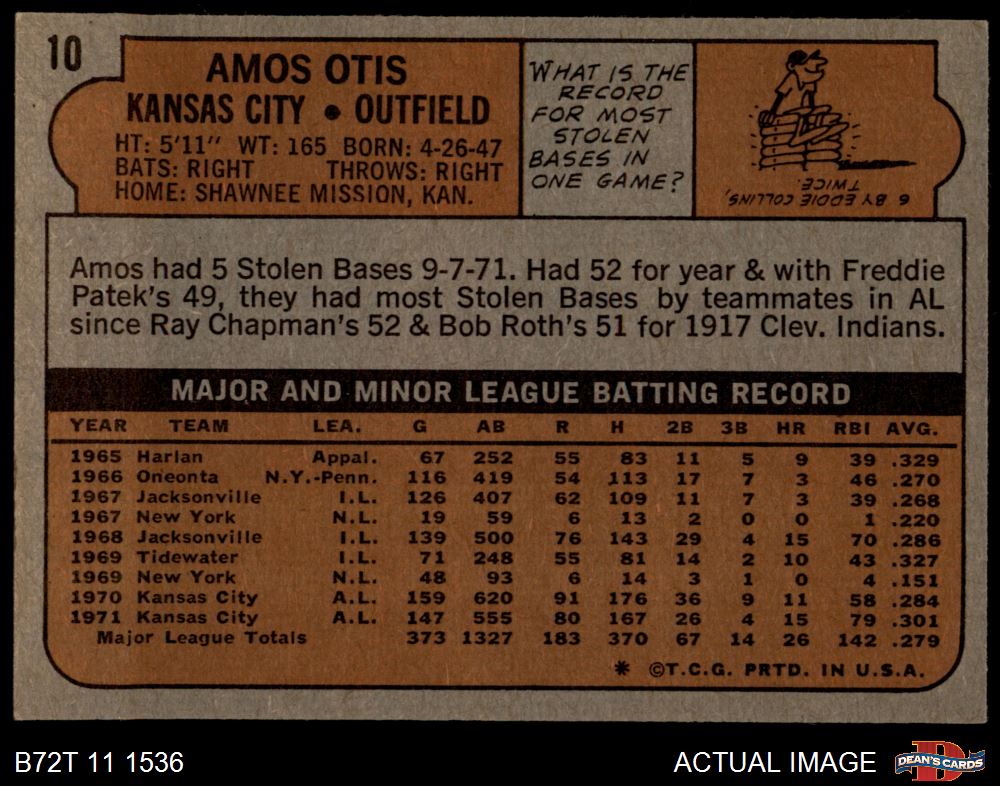 10
AMOS OTIS
KANSAS CITY • OUTFIELD
HT: 5'11" WT: 165 BORN: 4-26-47
BATS: RIGHT THROWS: RIGHT
HOME: SHAWNEE MISSION, KAN.
WHAT IS THE
RECORD
FOR MOST
STOLEN
BASES IN
ONE GAME?
6 BY EDDIE COLLINS,
TWICE.
Amos had 5 Stolen Bases 9-7-71. Had 52 for year & with Freddie
Patek's 49, they had most Stolen Bases by teammates in AL
since Ray Chapman's 52 & Bob Roth's 51 for 1917 Clev. Indians.
MAJOR AND MINOR LEAGUE BATTING RECORD
YEAR TEAM LEA. G AB R H 2B 3B HR RBI AVG.
1965 Harlan Appal. 67 252 55 83 11 5 9 39 .329
1966 Oneonta N.Y.-Penn. 116 419 54 113 17 7 3 46 .270
1967 Jacksonville I.L. 126 407 62 109 11 7 3 39 .268
1967 New York N.L. 19 59 6 13 2 0 0 1 .220
1968 Jacksonville I.L. 139 500 76 143 29 4 15 70 .286
1969 Tidewater I.L. 71 248 55 81 14 2 10 43 .327
1969 New York N.L. 48 93 6 14 3 1 0 4 .151
1970 Kansas City A.L. 159 620 91 176 36 9 11 58 .284
1971 Kansas City A.L. 147 555 80 167 26 4 15 79 .301
Major League Totals 373 1327 183 370 67 14 26 142 .279
* ©T.C.G. PRTD. IN U.S.A.
B72T 11 1536
ACTUAL IMAGE
D
DEAN'S CARDS